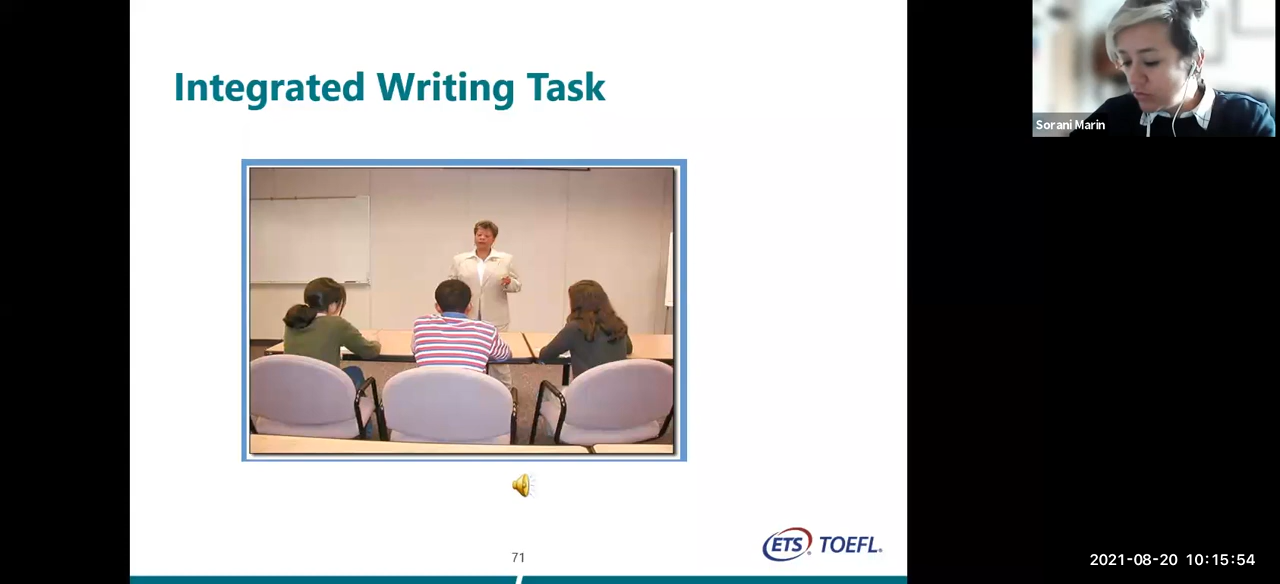 Integrated Writing Task
Sorani Marin
71
ETS TOEFL.
2021-08-20 10:15:54